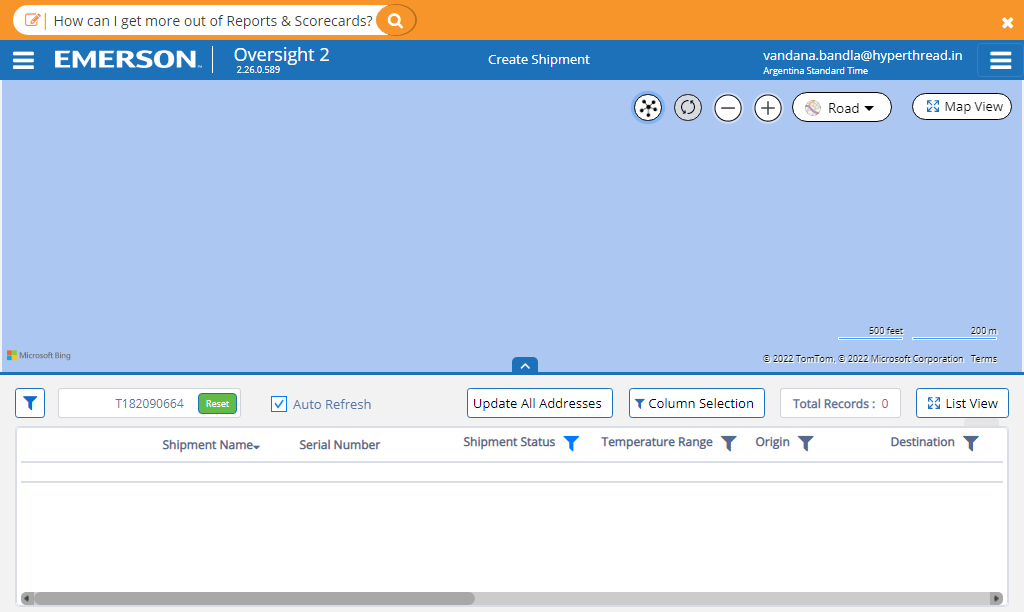 How can I get more out of Reports & Scorecards?
EMERSON™ Oversight 2
2.26.0.589
Create Shipment
vandana.bandla@hyperthread.in
Argentina Standard Time
Road
Map View
500 feet
200 m
Microsoft Bing
© 2022 TomTom, © 2022 Microsoft Corporation Terms
T182090664 Reset
Auto Refresh
Update All Addresses
Column Selection
Total Records : 0
List View
Shipment Name Serial Number Shipment Status Temperature Range Origin Destination